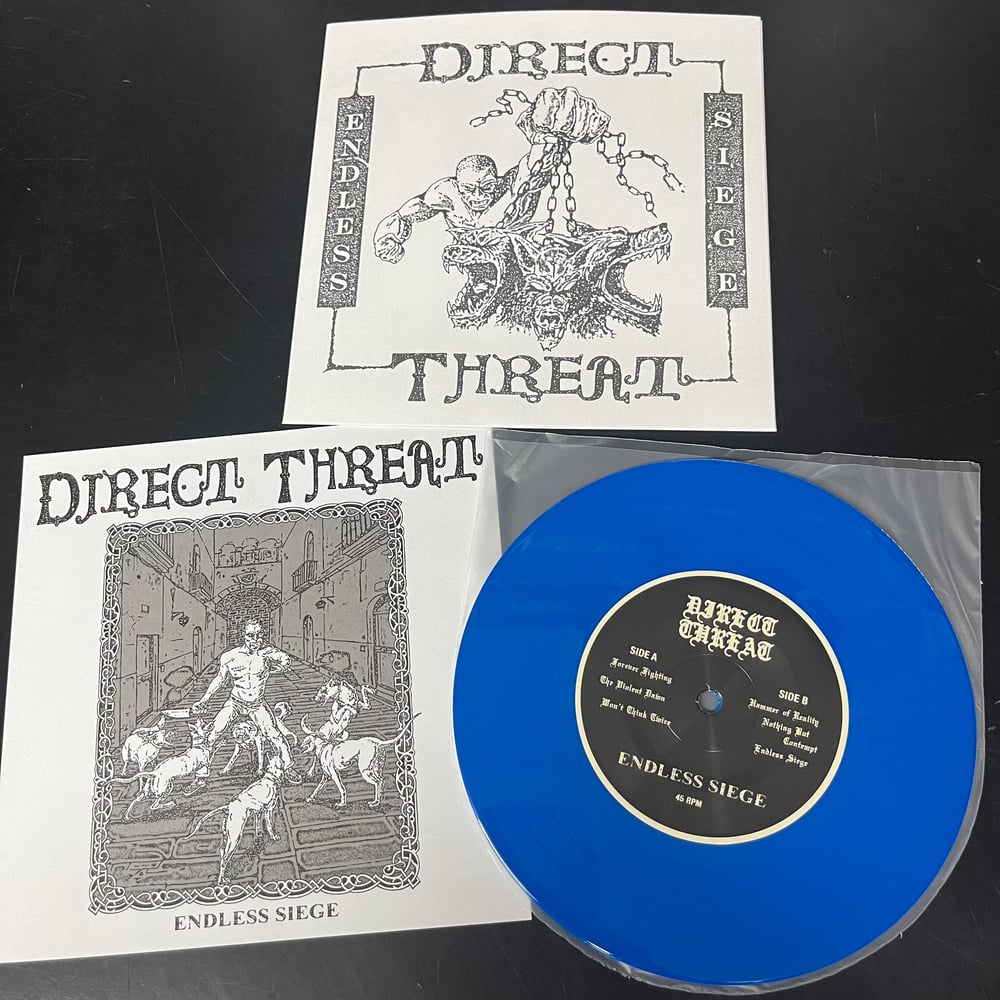 DIRECT
ENDLESS
SIEGE
THREAT
DIRECT THREAT
ENDLESS SIEGE
DIRECT
THREAT
SIDE A
Forever Fighting
The Violent Dawn
Won't Think Twice
SIDE B
Hammer of Reality
Nothing But
Contempt
Endless Siege
ENDLESS SIEGE
45 RPM